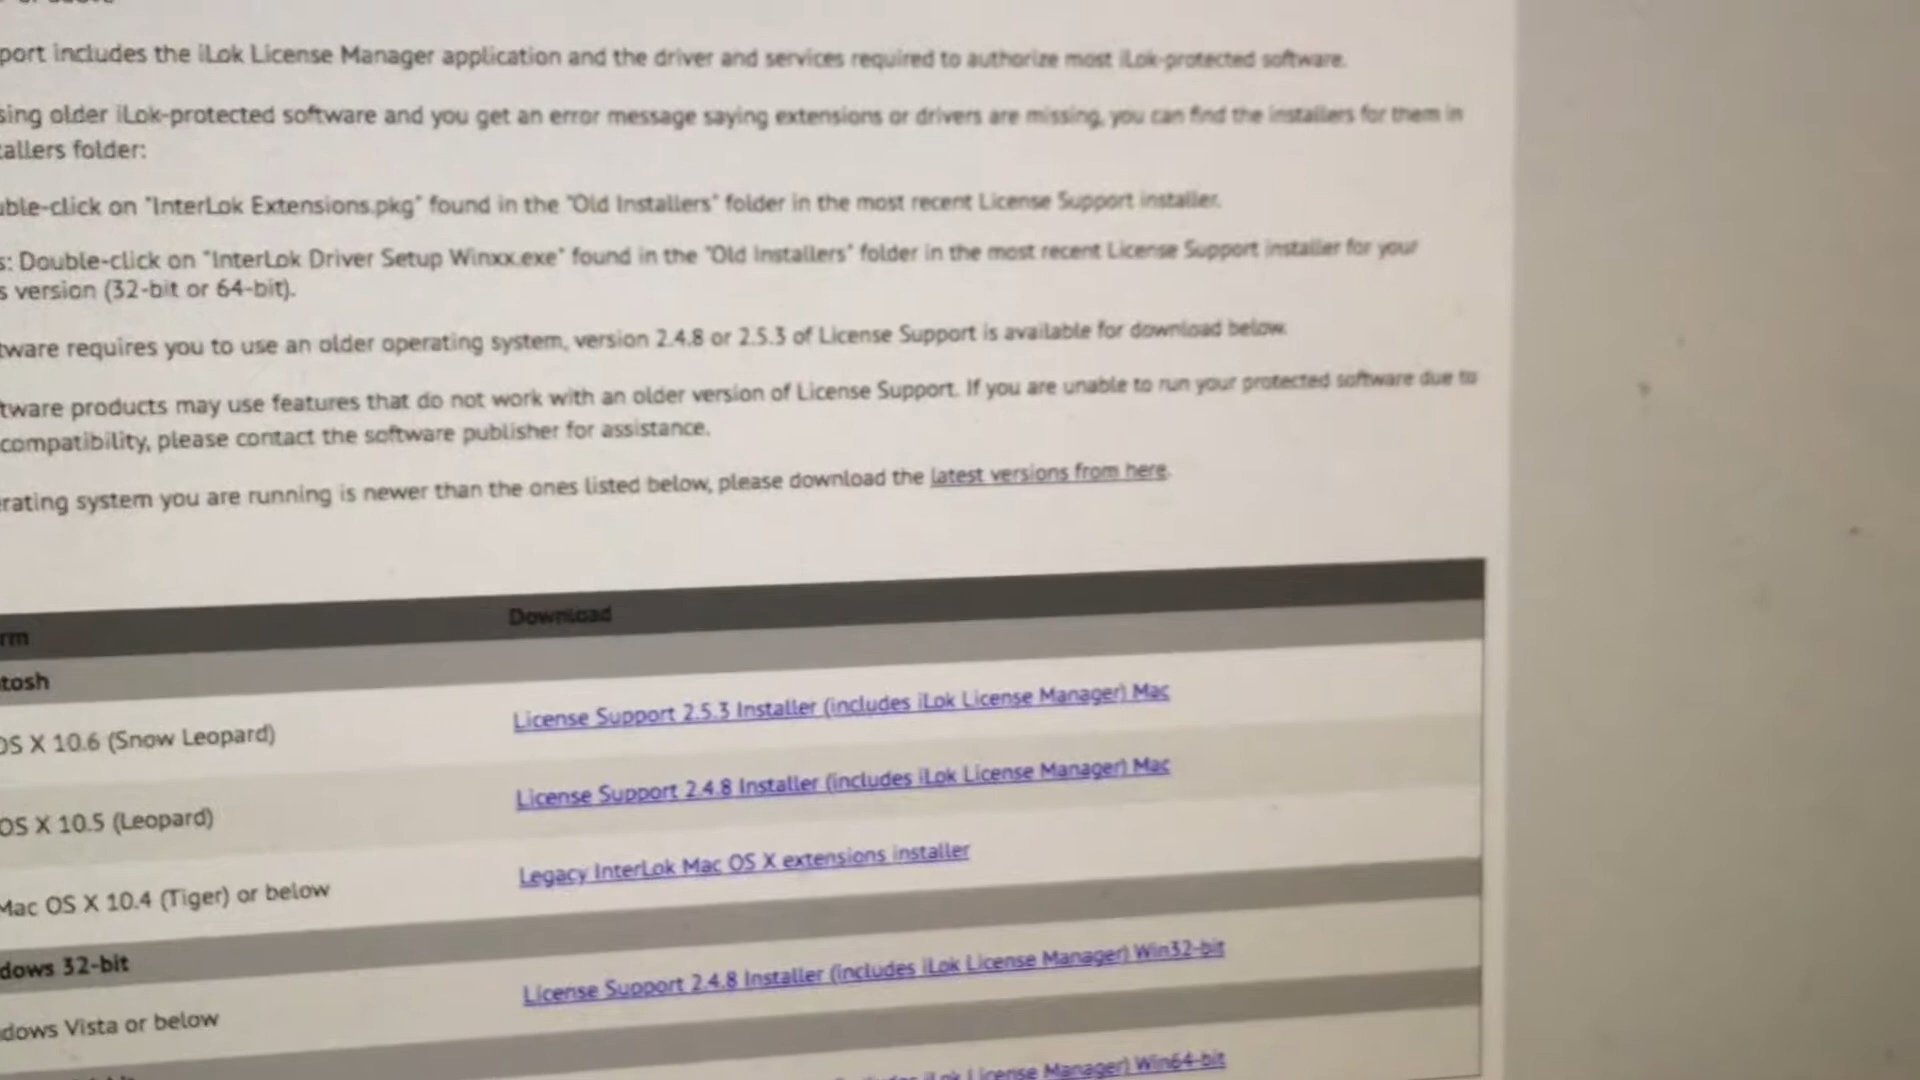 port includes the iLok License Manager application and the driver and services required to authorize most iLok-protected software.
sing older iLok-protected software and you get an error message saying extensions or drivers are missing, you can find the installers for them in
allers folder:
ble-click on "InterLok Extensions.pkg" found in the "Old Installers" folder in the most recent License Support installer.
s: Double-click on "InterLok Driver Setup Winxx.exe" found in the "Old Installers" folder in the most recent License Support installer for your
s version (32-bit or 64-bit).
tware requires you to use an older operating system, version 2.4.8 or 2.5.3 of License Support is available for download below.
tware products may use features that do not work with an older version of License Support. If you are unable to run your protected software due to
compatibility, please contact the software publisher for assistance.
rating system you are running is newer than the ones listed below, please download the latest versions from here.
rm Download
tosh
OS X 10.6 (Snow Leopard) License Support 2.5.3 Installer (includes iLok License Manager) Mac
OS X 10.5 (Leopard) License Support 2.4.8 Installer (includes iLok License Manager) Mac
Mac OS X 10.4 (Tiger) or below Legacy InterLok Mac OS X extensions installer
dows 32-bit
dows Vista or below License Support 2.4.8 Installer (includes iLok License Manager) Win32-bit
iLok License Manager) Win64-bit